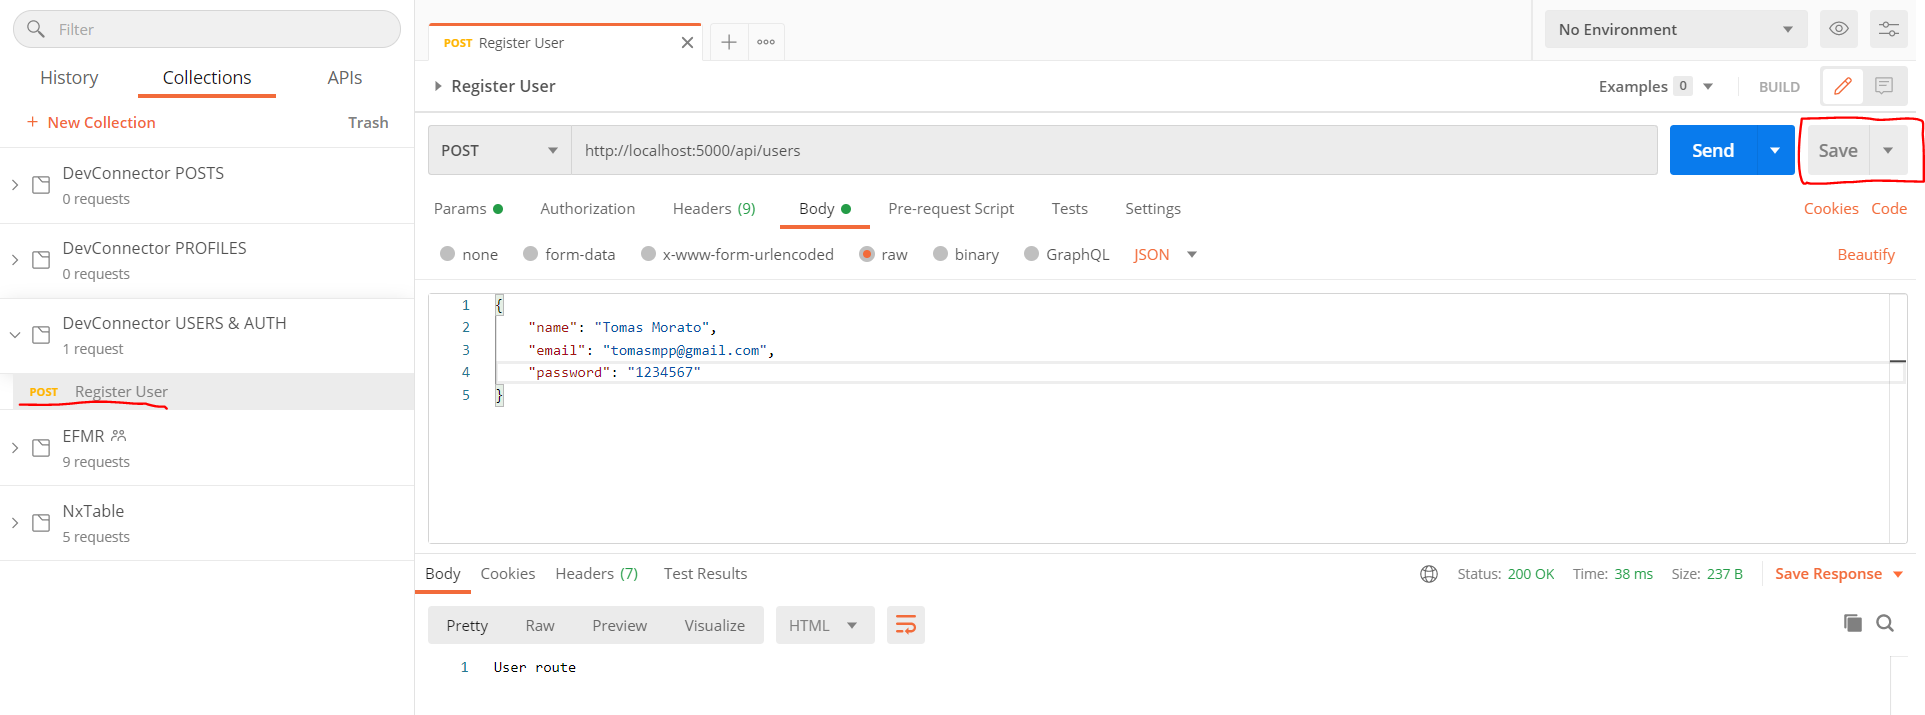 Filter
History Collections APIs
+ New Collection Trash
DevConnector POSTS
0 requests
DevConnector PROFILES
0 requests
DevConnector USERS & AUTH
1 request
POST Register User
EFMR
9 requests
NxTable
5 requests
POST Register User
No Environment
Register User
Examples 0 BUILD
POST http://localhost:5000/api/users Send Save
Params Authorization Headers (9) Body Pre-request Script Tests Settings Cookies Code
none form-data x-www-form-urlencoded raw binary GraphQL JSON Beautify
1 {
2 "name": "Tomas Morato",
3 "email": "tomasmpp@gmail.com",
4 "password": "1234567"
5 }
Body Cookies Headers (7) Test Results Status: 200 OK Time: 38 ms Size: 237 B Save Response
Pretty Raw Preview Visualize HTML
1 User route